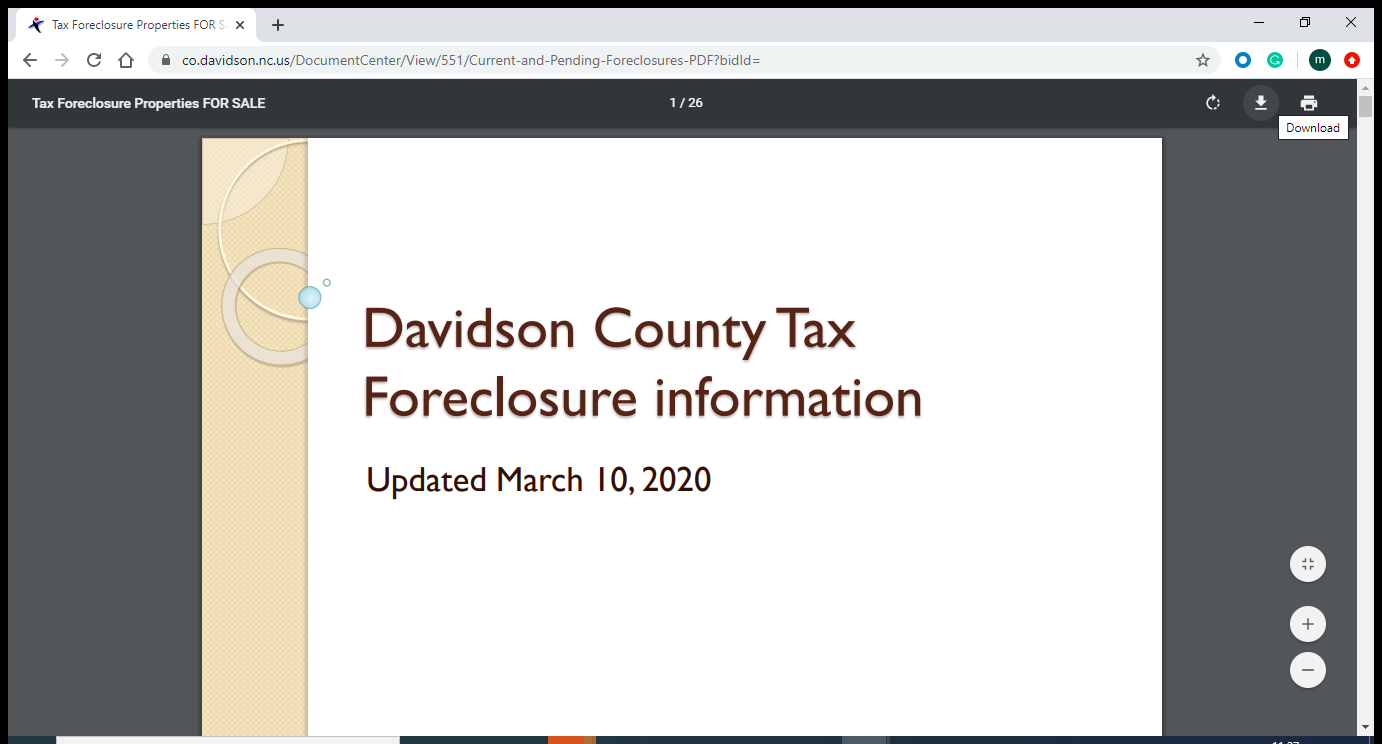 Tax Foreclosure Properties FOR S
co.davidson.nc.us/DocumentCenter/View/551/Current-and-Pending-Foreclosures-PDF?bidId=
m
Tax Foreclosure Properties FOR SALE
1 / 26
Download
Davidson County Tax
Foreclosure information
Updated March 10, 2020